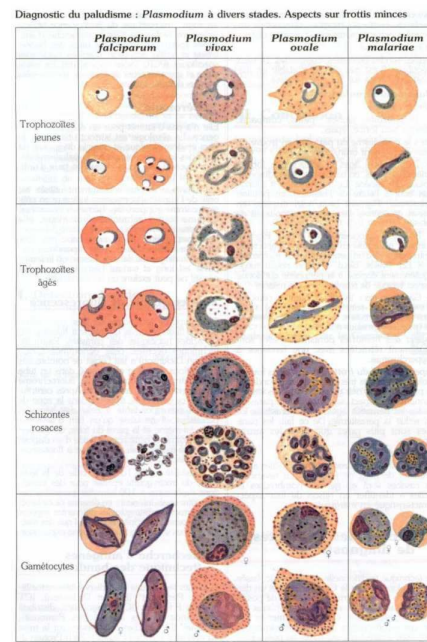 Diagnostic du paludisme : Plasmodium à divers stades. Aspects sur frottis minces
Plasmodium falciparum
Plasmodium vivax
Plasmodium ovale
Plasmodium malariae
Trophozoïtes jeunes
Trophozoïtes âgés
Schizontes rosaces
Gamétocytes
♀
♀
♀
♂
♀
♂
♂
♂
♂